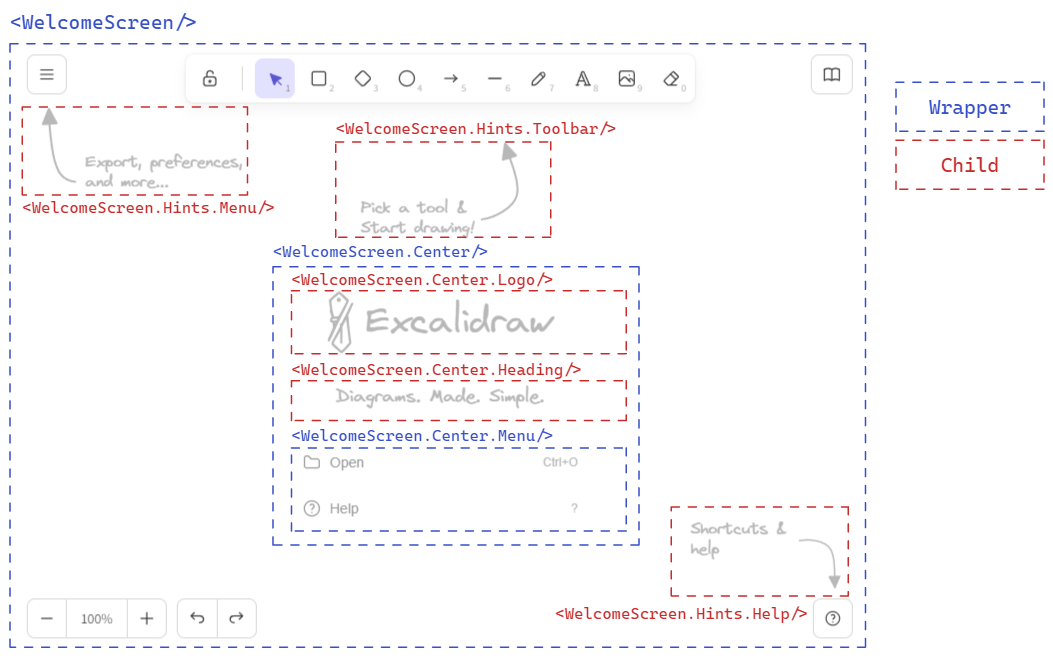 <WelcomeScreen/>
1
2
3
4
5
6
7
8
9
0
Wrapper
Child
<WelcomeScreen.Hints.Toolbar/>
Export, preferences,
and more...
<WelcomeScreen.Hints.Menu/>
Pick a tool &
Start drawing!
<WelcomeScreen.Center/>
<WelcomeScreen.Center.Logo/>
Excalidraw
<WelcomeScreen.Center.Heading/>
Diagrams. Made. Simple.
<WelcomeScreen.Center.Menu/>
Open Ctrl+O
? Help ?
Shortcuts &
help
<WelcomeScreen.Hints.Help/>
100%
?